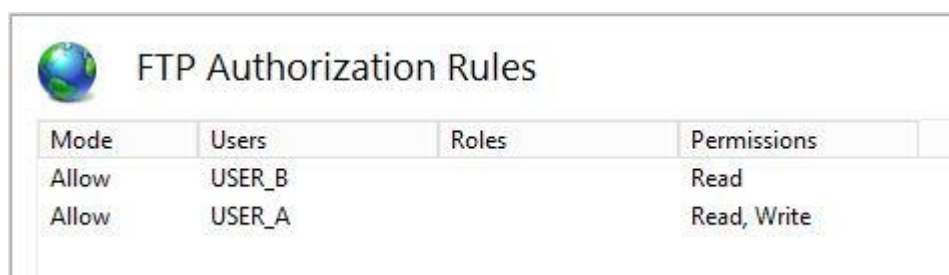 FTP Authorization Rules
Mode Users Roles Permissions
Allow USER_B Read
Allow USER_A Read, Write